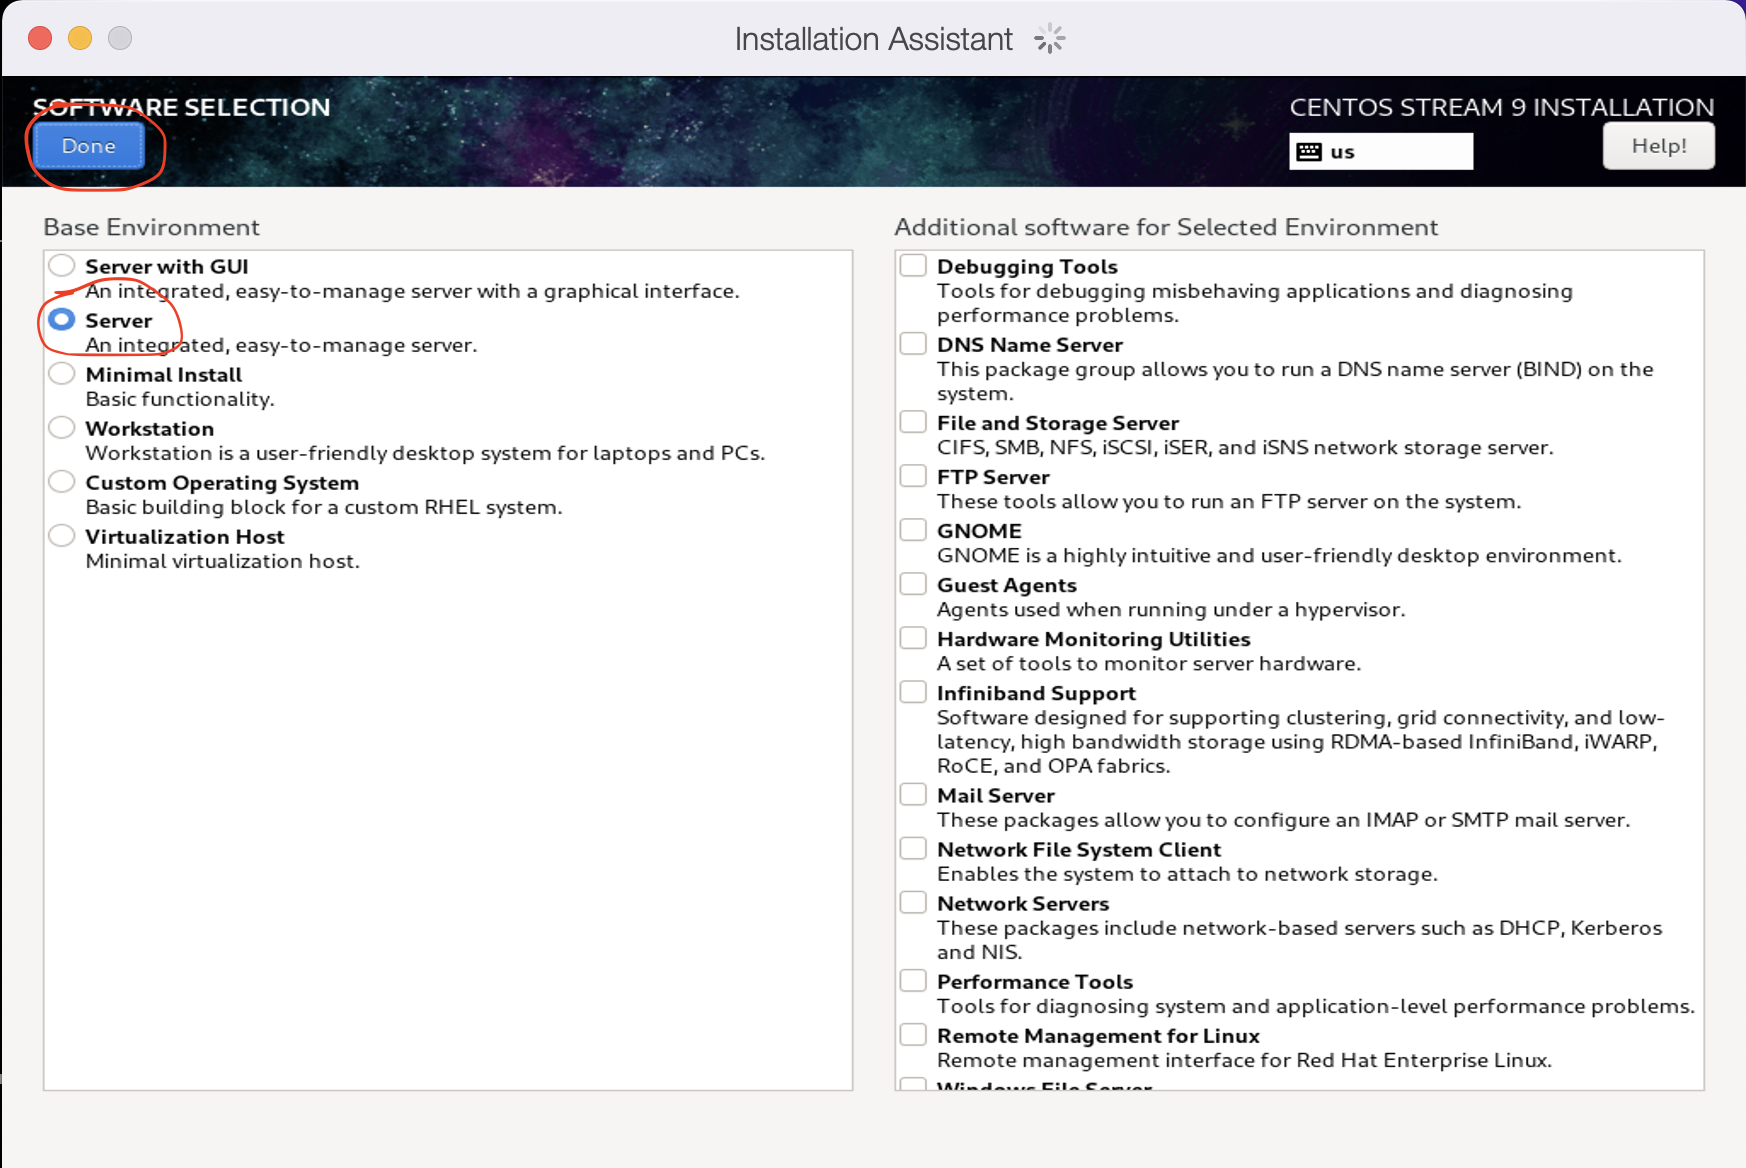 Installation Assistant
SOFTWARE SELECTION
CENTOS STREAM 9 INSTALLATION
Done
us
Help!
Base Environment
Server with GUI
An integrated, easy-to-manage server with a graphical interface.
Server
An integrated, easy-to-manage server.
Minimal Install
Basic functionality.
Workstation
Workstation is a user-friendly desktop system for laptops and PCs.
Custom Operating System
Basic building block for a custom RHEL system.
Virtualization Host
Minimal virtualization host.
Additional software for Selected Environment
Debugging Tools
Tools for debugging misbehaving applications and diagnosing
performance problems.
DNS Name Server
This package group allows you to run a DNS name server (BIND) on the
system.
File and Storage Server
CIFS, SMB, NFS, iSCSI, iSER, and iSNS network storage server.
FTP Server
These tools allow you to run an FTP server on the system.
GNOME
GNOME is a highly intuitive and user-friendly desktop environment.
Guest Agents
Agents used when running under a hypervisor.
Hardware Monitoring Utilities
A set of tools to monitor server hardware.
Infiniband Support
Software designed for supporting clustering, grid connectivity, and low-
latency, high bandwidth storage using RDMA-based InfiniBand, iWARP,
RoCE, and OPA fabrics.
Mail Server
These packages allow you to configure an IMAP or SMTP mail server.
Network File System Client
Enables the system to attach to network storage.
Network Servers
These packages include network-based servers such as DHCP, Kerberos
and NIS.
Performance Tools
Tools for diagnosing system and application-level performance problems.
Remote Management for Linux
Remote management interface for Red Hat Enterprise Linux.
Windows File Server